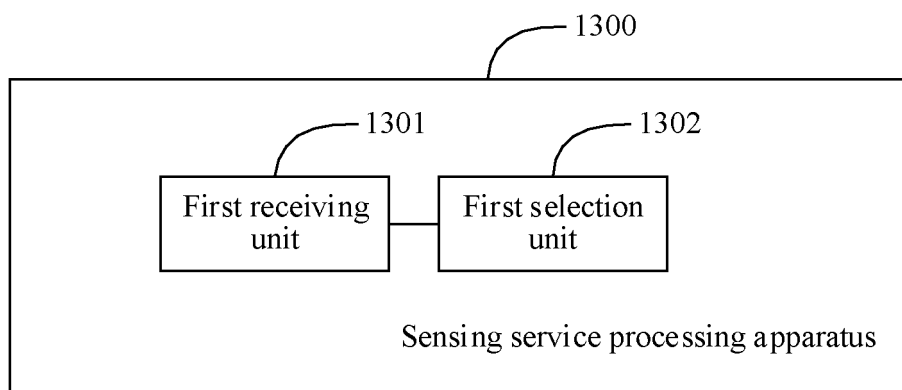 1300
1301
1302
First receiving
unit
First selection
unit
Sensing service processing apparatus